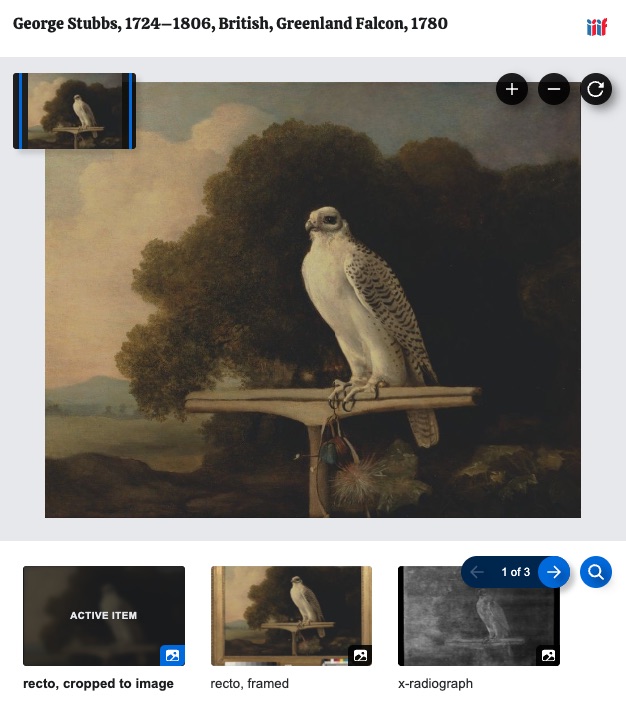 George Stubbs, 1724–1806, British, Greenland Falcon, 1780
iiif
1 of 3
ACTIVE ITEM
recto, cropped to image
recto, framed
x-radiograph